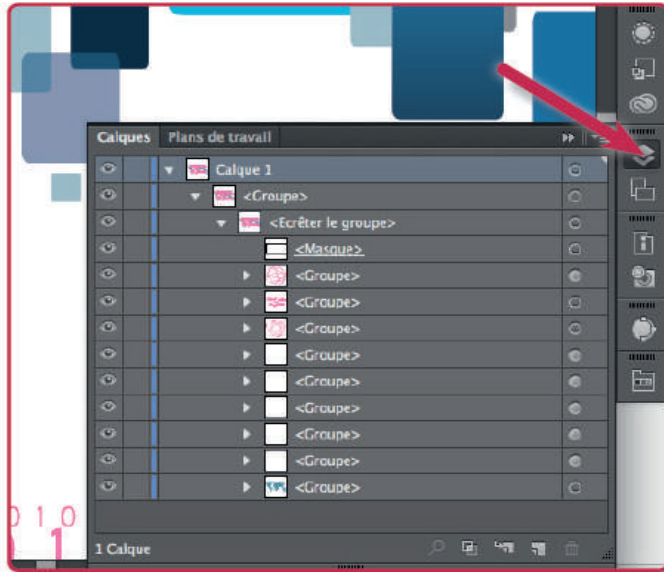 Calques Plans de travail
Calque 1
<Groupe>
<Ecrêter le groupe>
<Masque>
<Groupe>
<Groupe>
<Groupe>
<Groupe>
<Groupe>
<Groupe>
<Groupe>
<Groupe>
<Groupe>
0 1 0
1
1 Calque